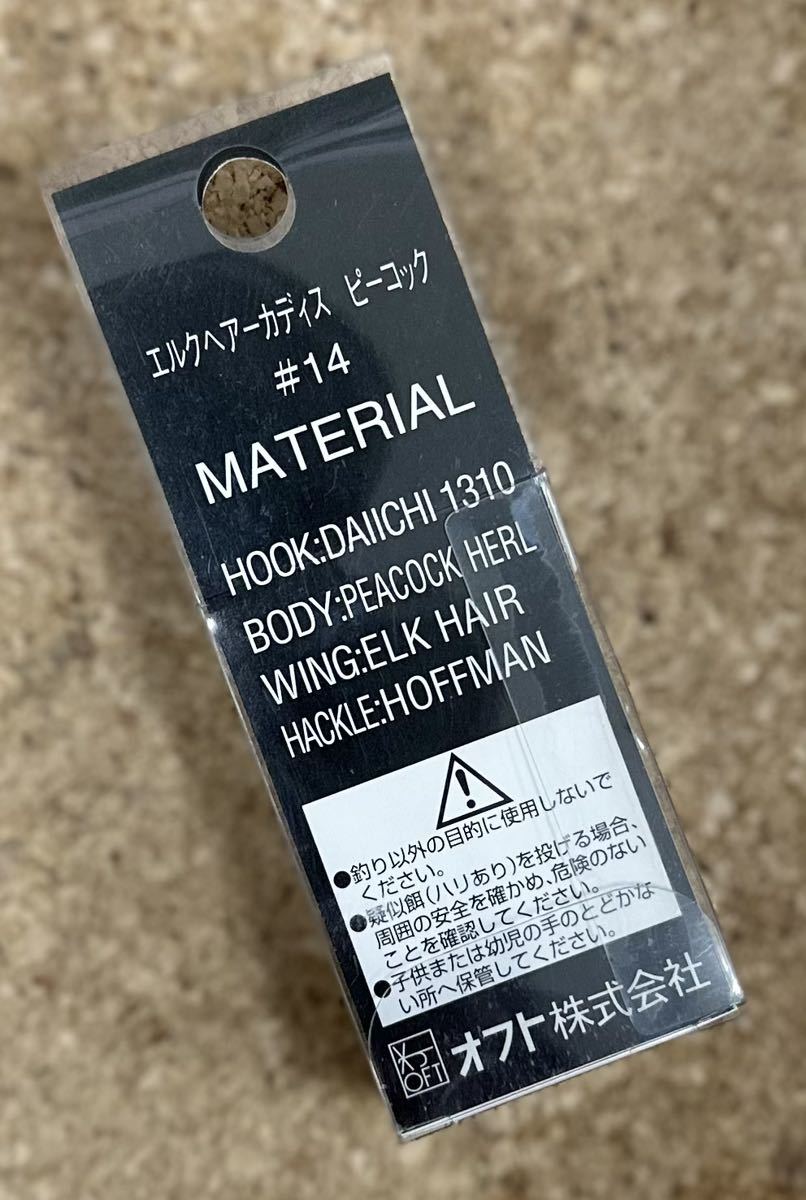 エルクヘアーカディス ピーコック
#14
MATERIAL
HOOK:DAIICHI 1310
BODY:PEACOCK HERL
WING:ELK HAIR
HACKLE:HOFFMAN
●釣り以外の目的に使用しないで
ください。
●疑似餌(ハリあり)を投げる場合、
周囲の安全を確かめ、危険のない
ことを確認してください。
●子供または幼児の手のとどかな
い所へ保管してください。
OFT オフト株式会社